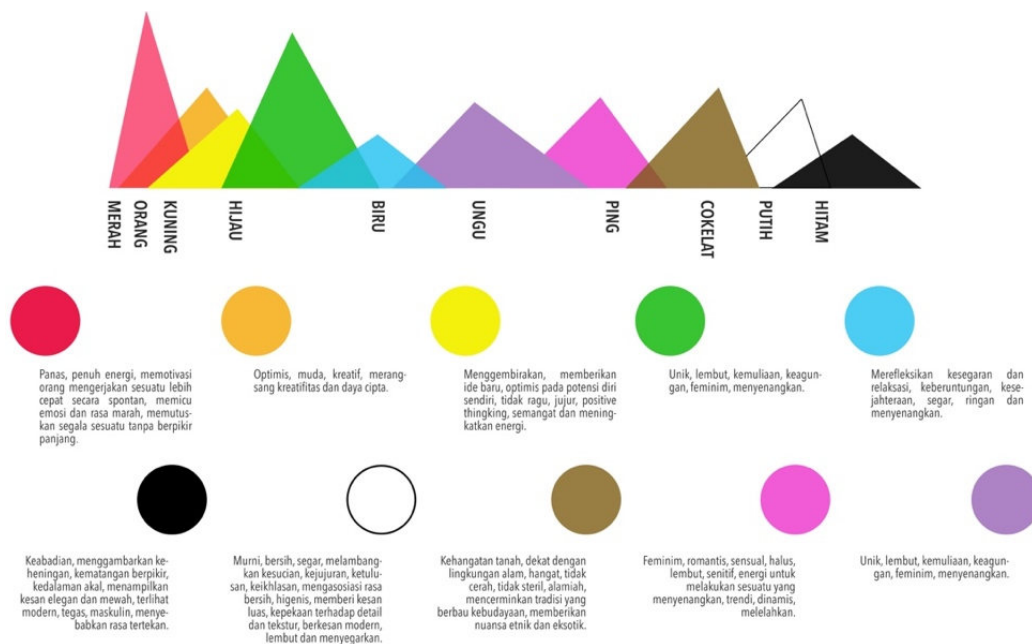 MERAH
ORANG
KUNING
HIJAU
BIRU
UNGU
PING
COKELAT
PUTIH
HITAM
Panas, penuh energi, memotivasi
orang mengerjakan sesuatu lebih
cepat secara spontan, memicu
emosi dan rasa marah, memutus-
kan segala sesuatu tanpa berpikir
panjang.
Optimis, muda, kreatif, merang-
sang kreatifitas dan daya cipta.
Menggembirakan, memberikan
ide baru, optimis pada potensi diri
sendiri, tidak ragu, jujur, positive
thingking, semangat dan mening-
katkan energi.
Unik, lembut, kemuliaan, keagun-
gan, feminim, menyenangkan.
Merefleksikan kesegaran dan
relaksasi, keberuntungan, kese-
jahteraan, segar, ringan dan
menyenangkan.
Keabadian, menggambarkan ke-
heningan, kematangan berpikir,
kedalaman akal, menampilkan
kesan elegan dan mewah, terlihat
modern, tegas, maskulin, menye-
babkan rasa tertekan.
Murni, bersih, segar, melambang-
kan kesucian, kejujuran, ketulu-
san, keikhlasan, mengasosiasi rasa
bersih, higenis, memberi kesan
luas, kepekaan terhadap detail
dan tekstur, berkesan modern,
lembut dan menyegarkan.
Kehangatan tanah, dekat dengan
lingkungan alam, hangat, tidak
cerah, tidak steril, alamiah,
mencerminkan tradisi yang
berbau kebudayaan, memberikan
nuansa etnik dan eksotik.
Feminim, romantis, sensual, halus,
lembut, senitif, energi untuk
melakukan sesuatu yang
menyenangkan, trendi, dinamis,
melelahkan.
Unik, lembut, kemuliaan, keagun-
gan, feminim, menyenangkan.